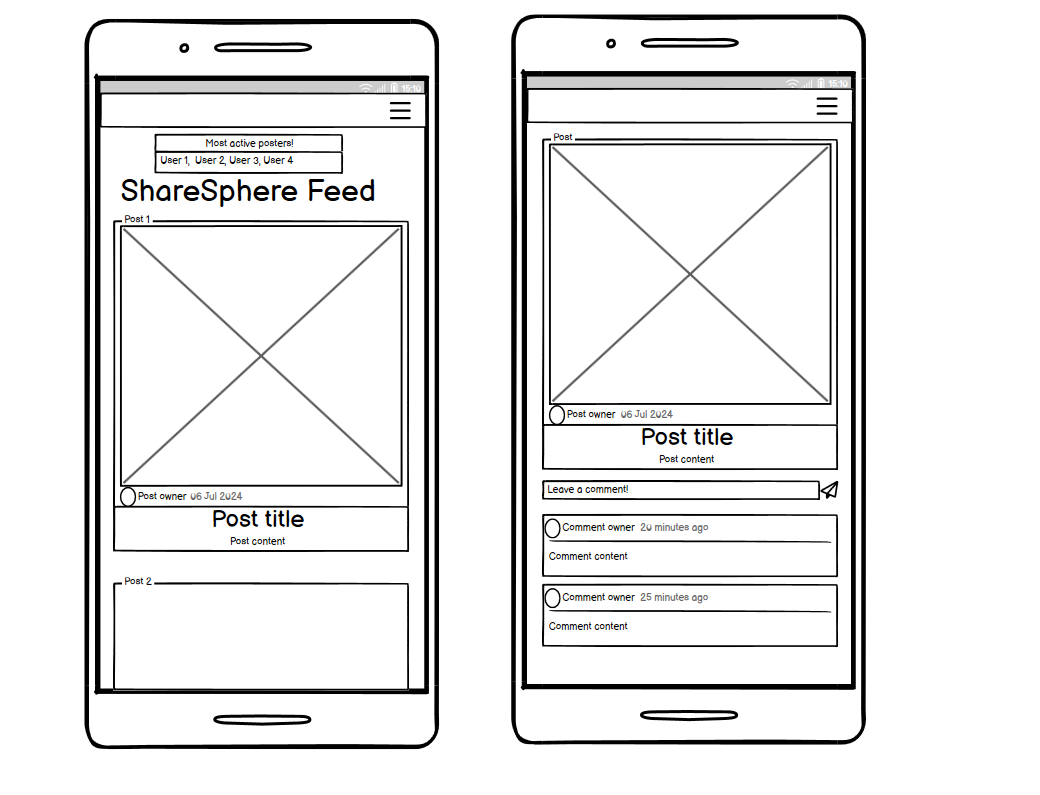 15:10
Most active posters!
User 1, User 2, User 3, User 4
ShareSphere Feed
Post 1
Post owner 06 Jul 2024
Post title
Post content
Post 2
15:10
Post
Post owner 06 Jul 2024
Post title
Post content
Leave a comment!
Comment owner 20 minutes ago
Comment content
Comment owner 25 minutes ago
Comment content